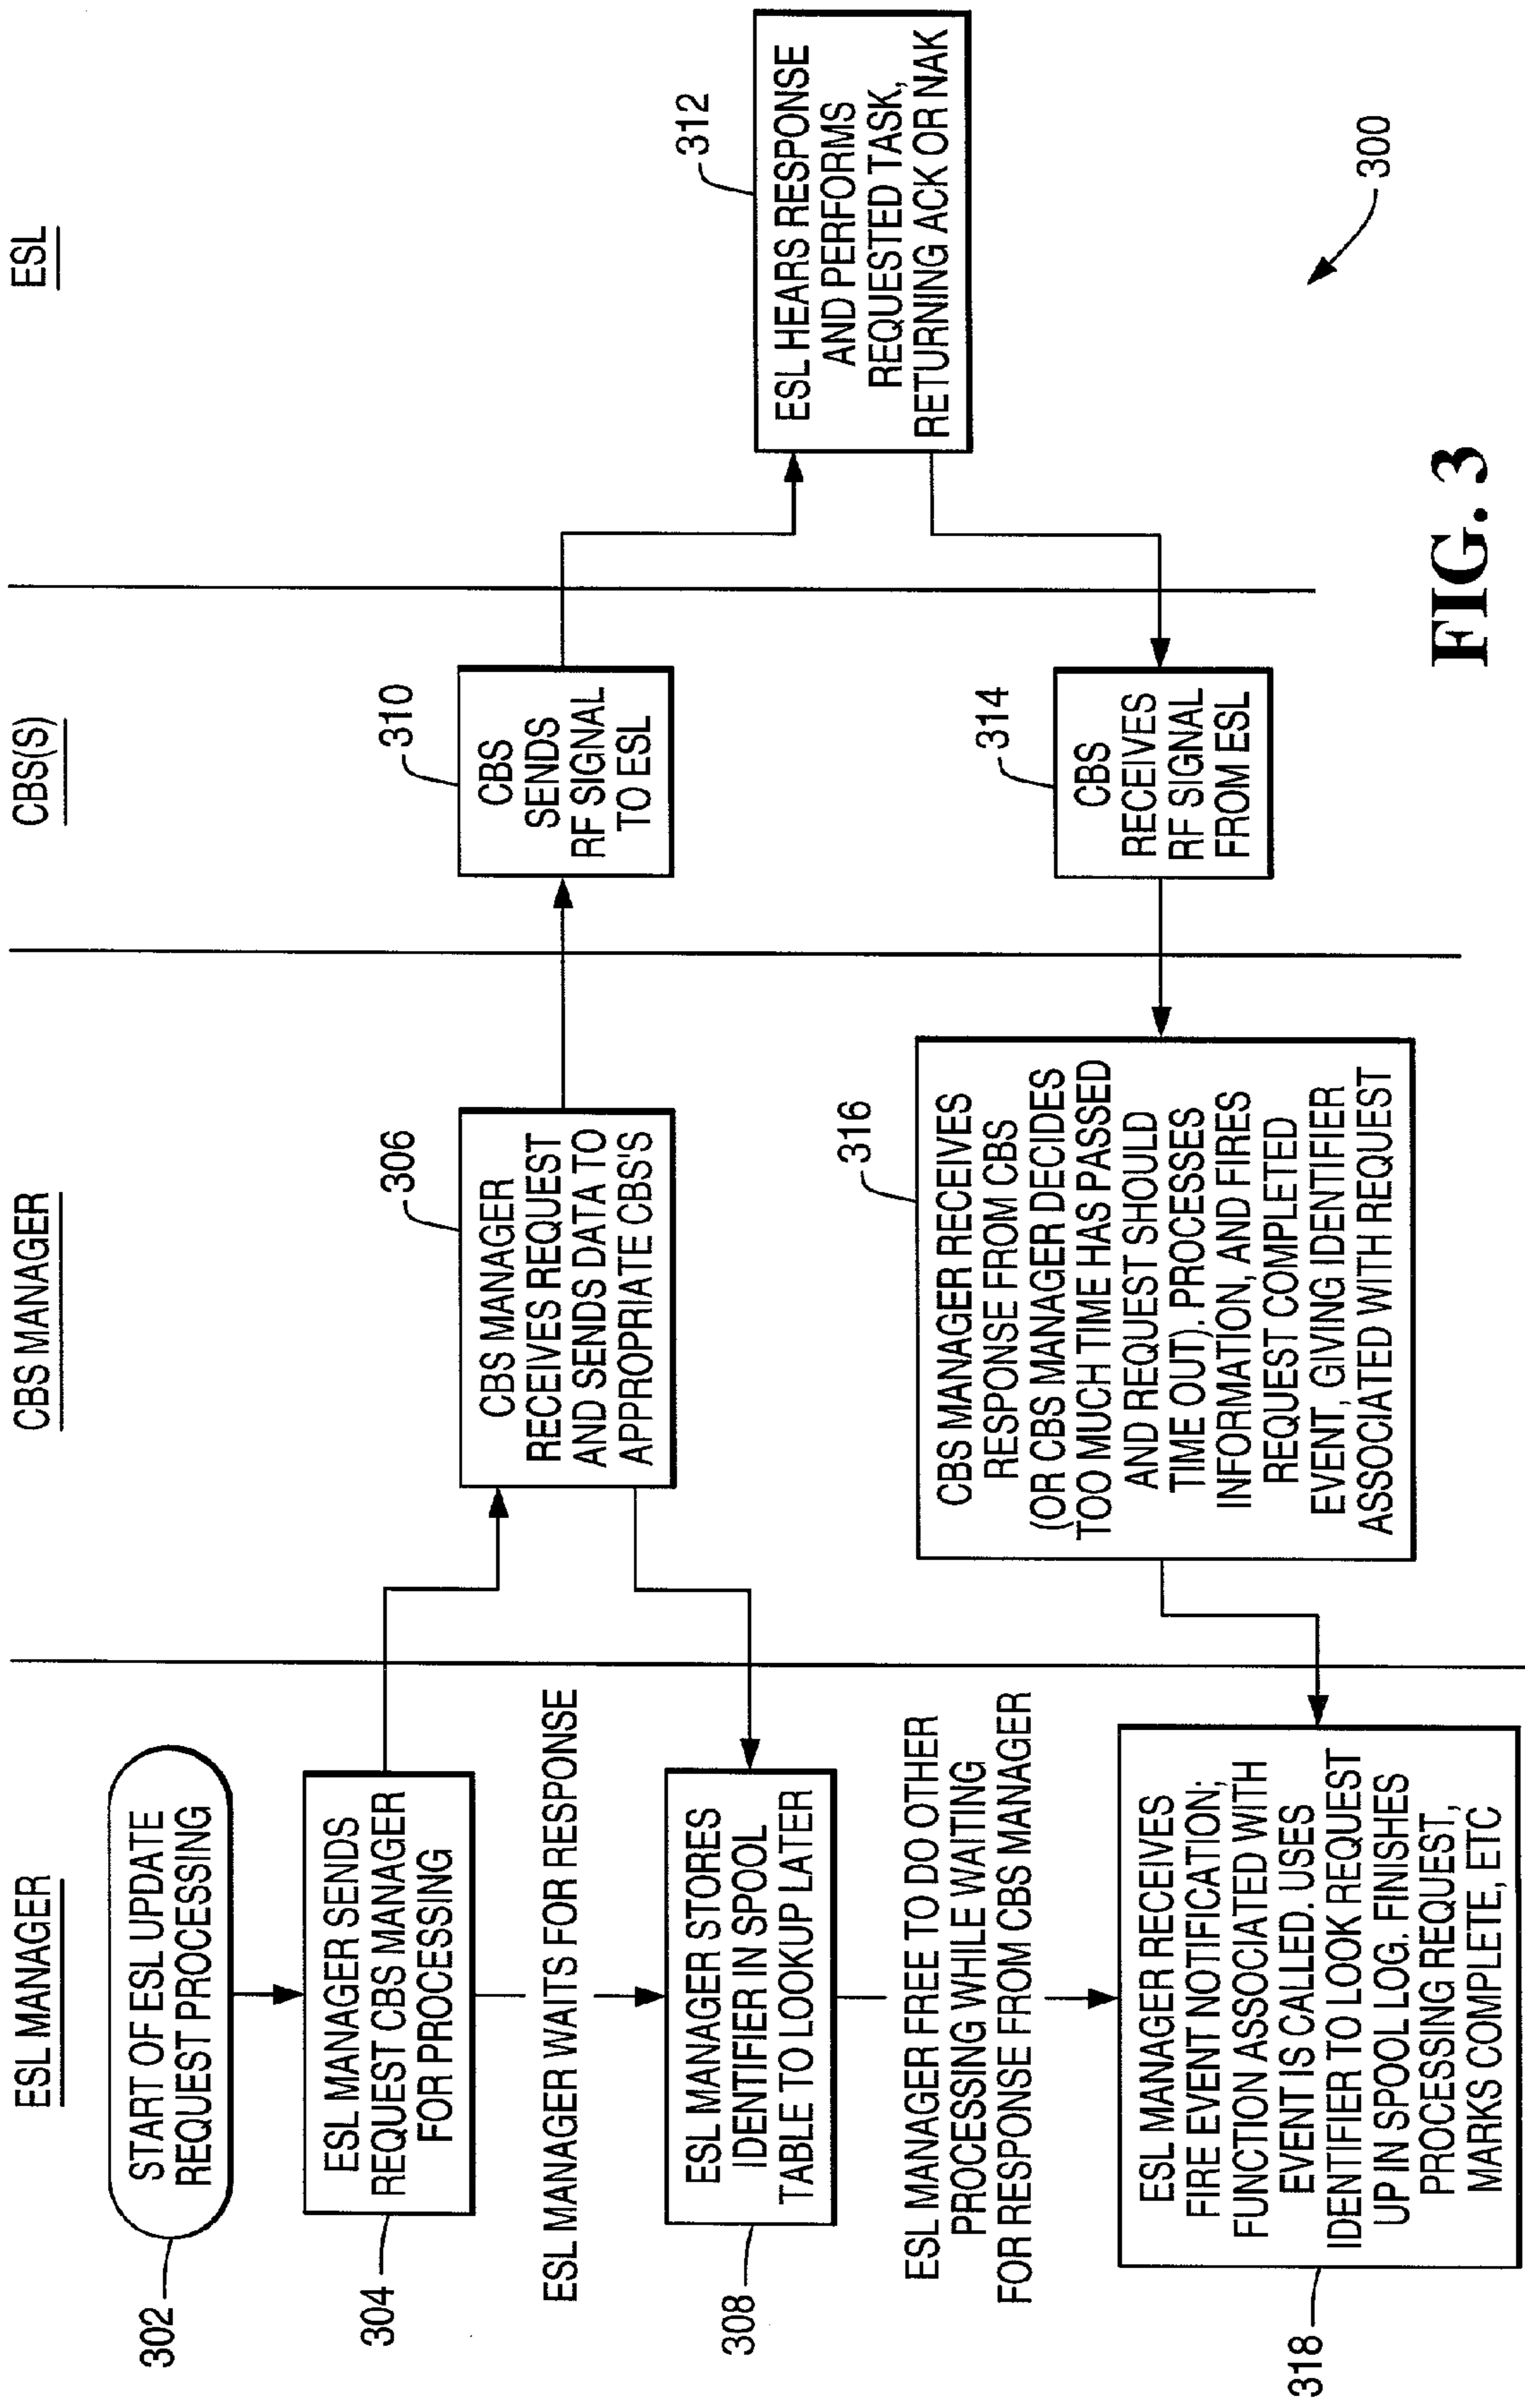 ESL MANAGER
CBS MANAGER
CBS(S)
ESL
302
START OF ESL UPDATE
REQUEST PROCESSING
304
ESL MANAGER SENDS
REQUEST CBS MANAGER
FOR PROCESSING
ESL MANAGER WAITS FOR RESPONSE
306
CBS MANAGER
RECEIVES REQUEST
AND SENDS DATA TO
APPROPRIATE CBS'S
308
ESL MANAGER STORES
IDENTIFIER IN SPOOL
TABLE TO LOOKUP LATER
310
CBS
SENDS
RF SIGNAL
TO ESL
312
ESL HEARS RESPONSE
AND PERFORMS
REQUESTED TASK,
RETURNING ACK OR NAK
314
CBS
RECEIVES
RF SIGNAL
FROM ESL
316
CBS MANAGER RECEIVES
RESPONSE FROM CBS
(OR CBS MANAGER DECIDES
TOO MUCH TIME HAS PASSED
AND REQUEST SHOULD
TIME OUT). PROCESSES
INFORMATION, AND FIRES
REQUEST COMPLETED
EVENT, GIVING IDENTIFIER
ASSOCIATED WITH REQUEST
ESL MANAGER FREE TO DO OTHER
PROCESSING WHILE WAITING
FOR RESPONSE FROM CBS MANAGER
318
ESL MANAGER RECEIVES
FIRE EVENT NOTIFICATION;
FUNCTION ASSOCIATED WITH
EVENT IS CALLED. USES
IDENTIFIER TO LOOK REQUEST
UP IN SPOOL LOG. FINISHES
PROCESSING REQUEST,
MARKS COMPLETE, ETC
300
FIG. 3